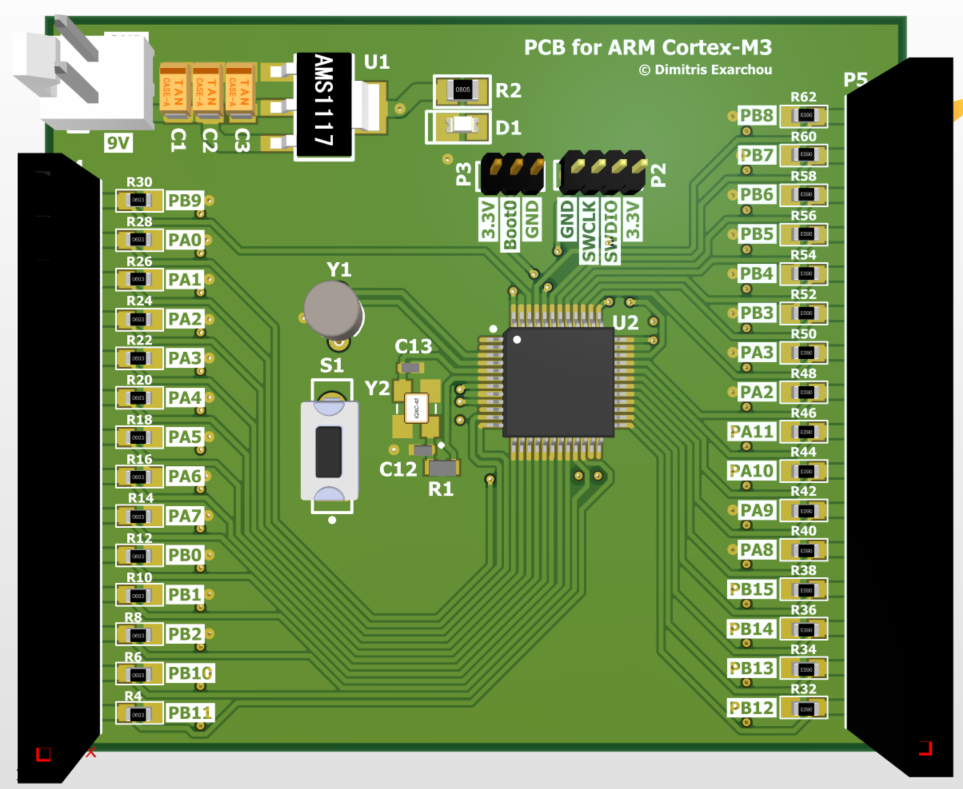 PCB for ARM Cortex-M3
© Dimitris Exarchou
U1
AMS1117
TAN
CASE-A
TAN
CASE-A
TAN
CASE-A
C1
C2
C3
9V
R2
0805
D1
P3
P2
3.3V
Boot0
GND
GND
SWCLK
SWDIO
3.3V
P5
R30
PB9
R28
PA0
R26
PA1
R24
PA2
R22
PA3
R20
PA4
R18
PA5
R16
PA6
R14
PA7
R12
PB0
R10
PB1
R8
PB2
R6
PB10
R4
PB11
Y1
S1
C13
Y2
C12
R1
U2
R62
PB8
R60
PB7
R58
PB6
R56
PB5
R54
PB4
R52
PB3
R50
PA3
R48
PA2
R46
PA11
R44
PA10
R42
PA9
R40
PA8
R38
PB15
R36
PB14
R34
PB13
R32
PB12